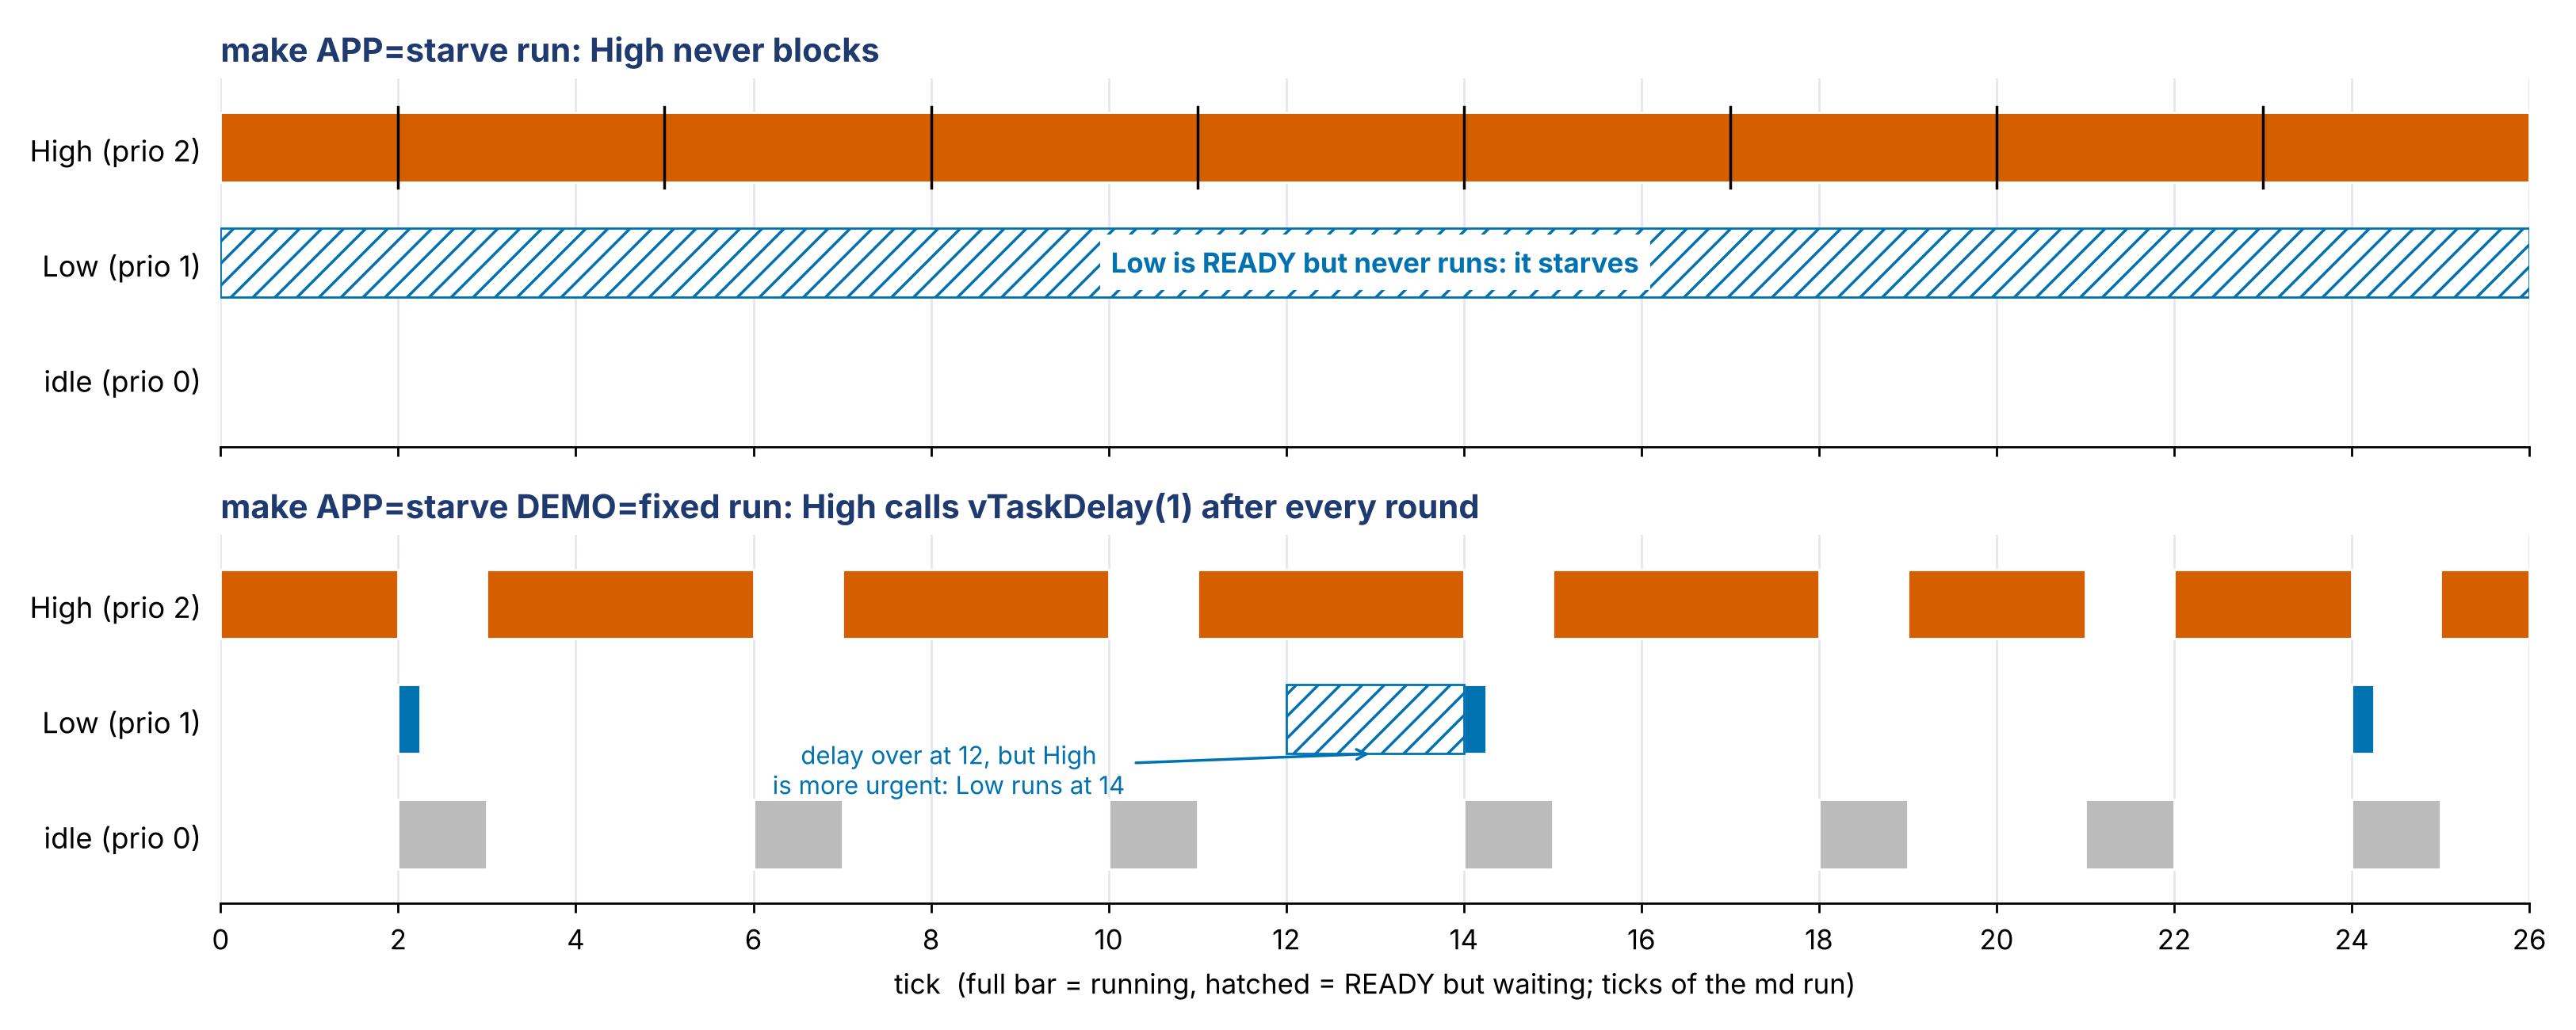 make APP=starve run: High never blocks
High (prio 2)
Low (prio 1)
Low is READY but never runs: it starves
idle (prio 0)
make APP=starve DEMO=fixed run: High calls vTaskDelay(1) after every round
High (prio 2)
Low (prio 1)
delay over at 12, but High
is more urgent: Low runs at 14
idle (prio 0)
0 2 4 6 8 10 12 14 16 18 20 22 24 26
tick (full bar = running, hatched = READY but waiting; ticks of the md run)